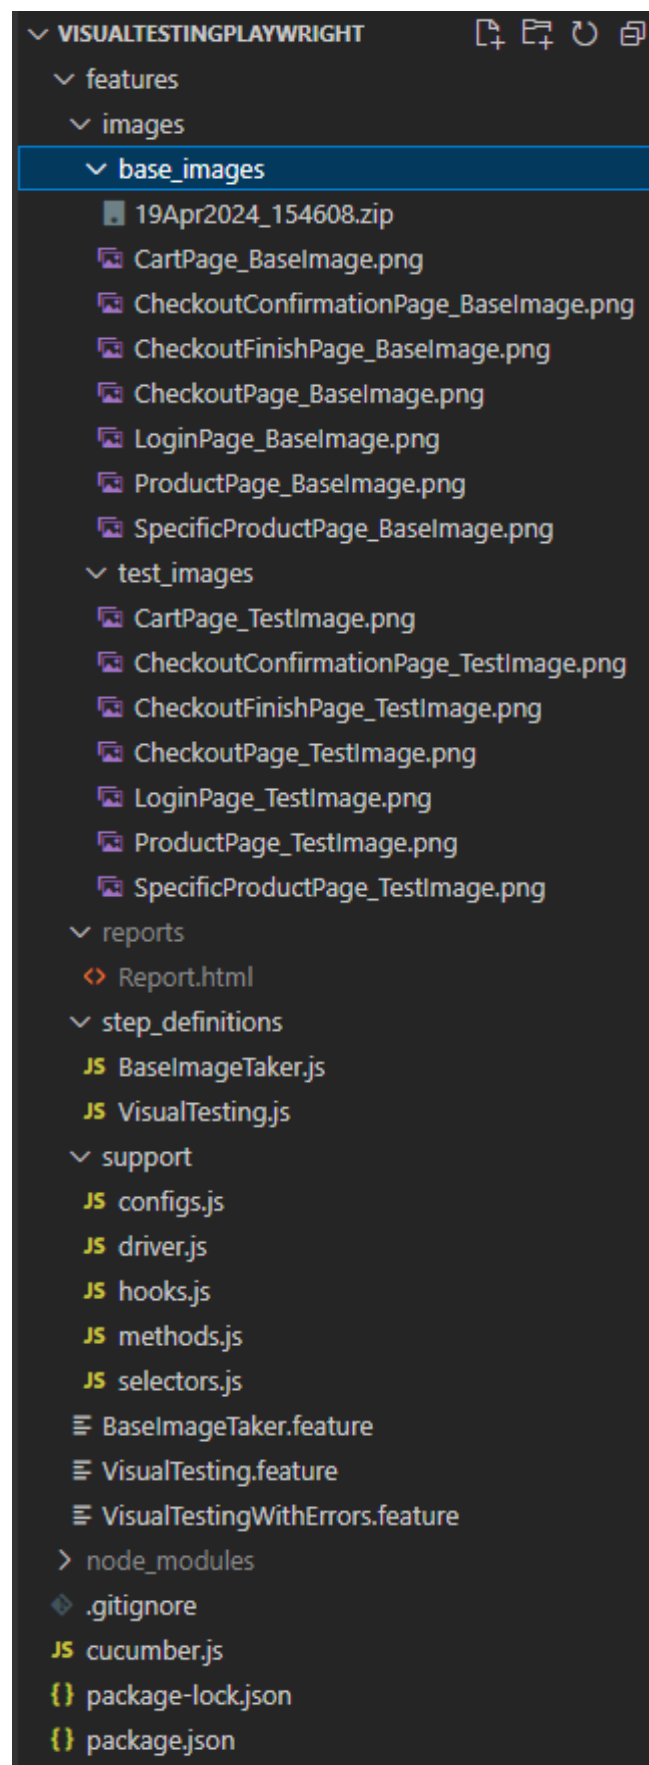 VISUALTESTINGPLAYWRIGHT
features
images
base_images
19Apr2024_154608.zip
CartPage_BaseImage.png
CheckoutConfirmationPage_BaseImage.png
CheckoutFinishPage_BaseImage.png
CheckoutPage_BaseImage.png
LoginPage_BaseImage.png
ProductPage_BaseImage.png
SpecificProductPage_BaseImage.png
test_images
CartPage_TestImage.png
CheckoutConfirmationPage_TestImage.png
CheckoutFinishPage_TestImage.png
CheckoutPage_TestImage.png
LoginPage_TestImage.png
ProductPage_TestImage.png
SpecificProductPage_TestImage.png
reports
<> Report.html
step_definitions
JS BaseImageTaker.js
JS VisualTesting.js
support
JS configs.js
JS driver.js
JS hooks.js
JS methods.js
JS selectors.js
BaseImageTaker.feature
VisualTesting.feature
VisualTestingWithErrors.feature
node_modules
.gitignore
JS cucumber.js
{} package-lock.json
{} package.json